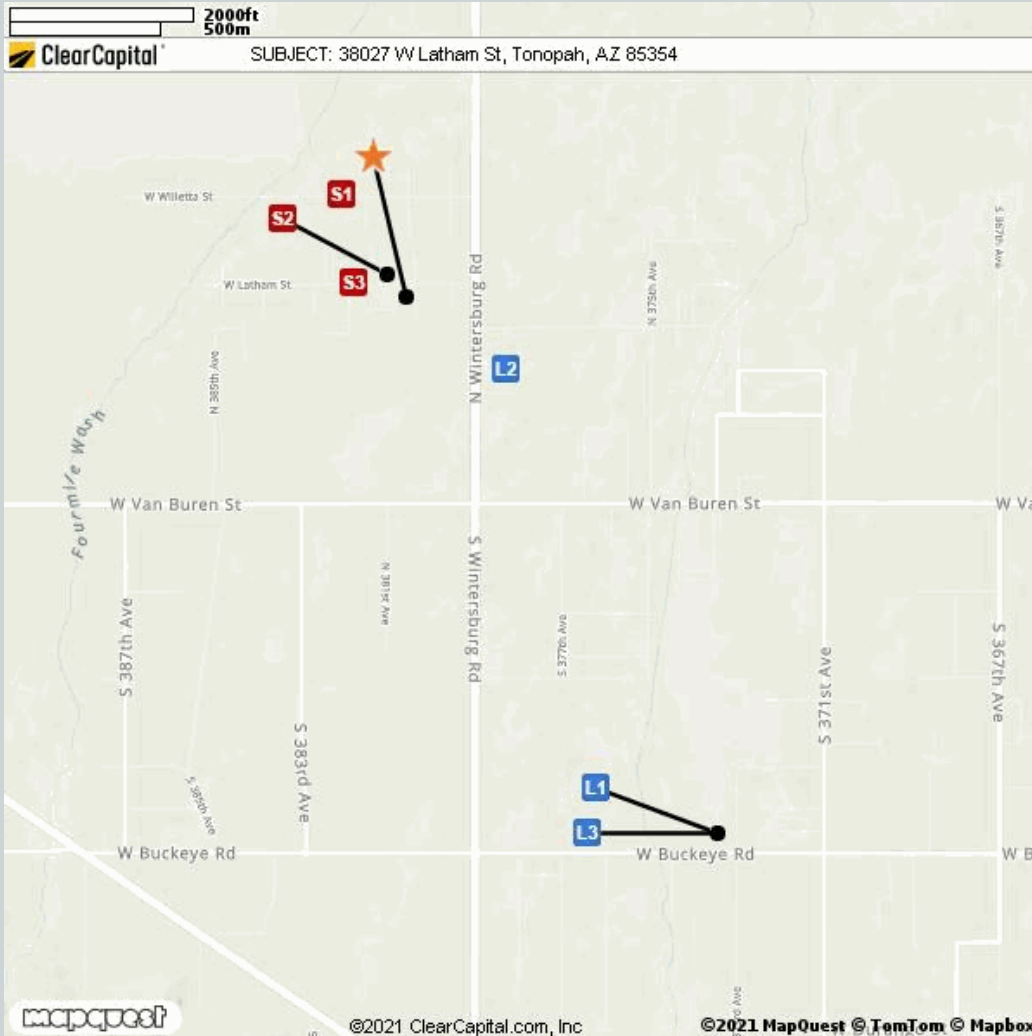 2000ft
500m
ClearCapital
SUBJECT: 38027 W Latham St, Tonopah, AZ 85354
W Willetta St
S1
S2
S 367th Ave
W Latham St
S3
N Wintersburg Rd
N 375th Ave
L2
N 385th Ave
Fourmile Wash
W Van Buren St
W Van Buren St
W Va
S 387th Ave
N 381st Ave
S Wintersburg Rd
S 377th Ave
S 371st Ave
S 367th Ave
S 383rd Ave
S 385th Ave
L1
L3
W Buckeye Rd
W Buckeye Rd
W B
mapquest
©2021 ClearCapital.com, Inc
©2021 MapQuest © TomTom © Mapbox